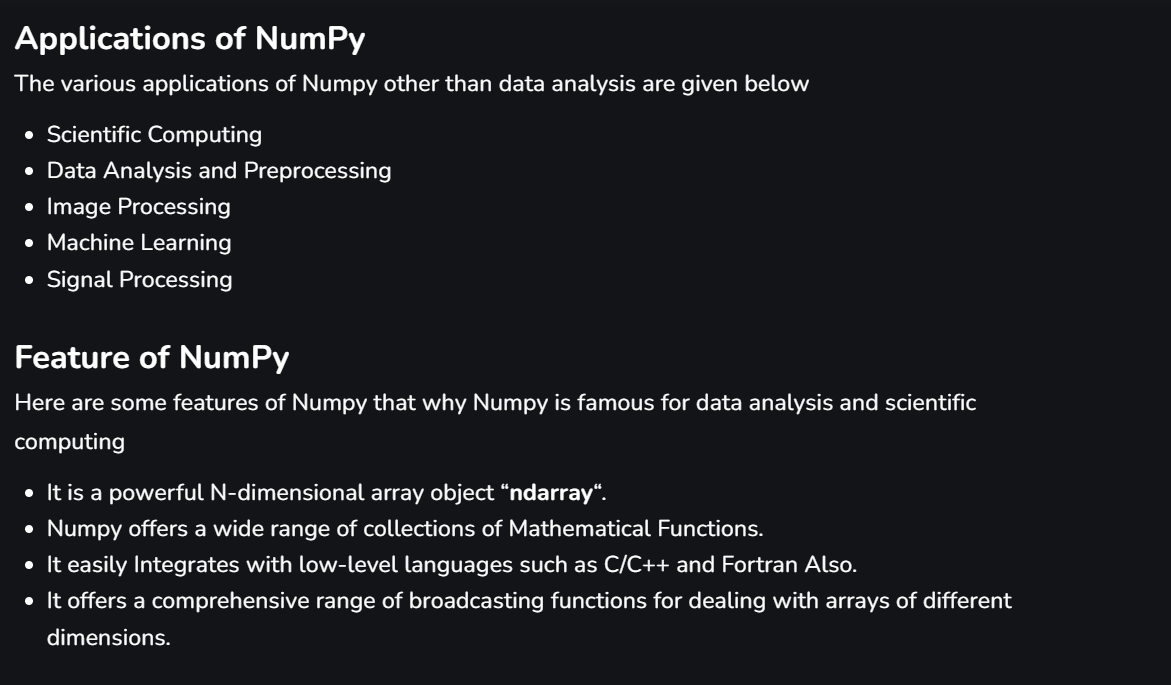 Applications of NumPy
The various applications of Numpy other than data analysis are given below
• Scientific Computing
• Data Analysis and Preprocessing
• Image Processing
• Machine Learning
• Signal Processing
Feature of NumPy
Here are some features of Numpy that why Numpy is famous for data analysis and scientific
computing
• It is a powerful N-dimensional array object “ndarray“.
• Numpy offers a wide range of collections of Mathematical Functions.
• It easily Integrates with low-level languages such as C/C++ and Fortran Also.
• It offers a comprehensive range of broadcasting functions for dealing with arrays of different
dimensions.